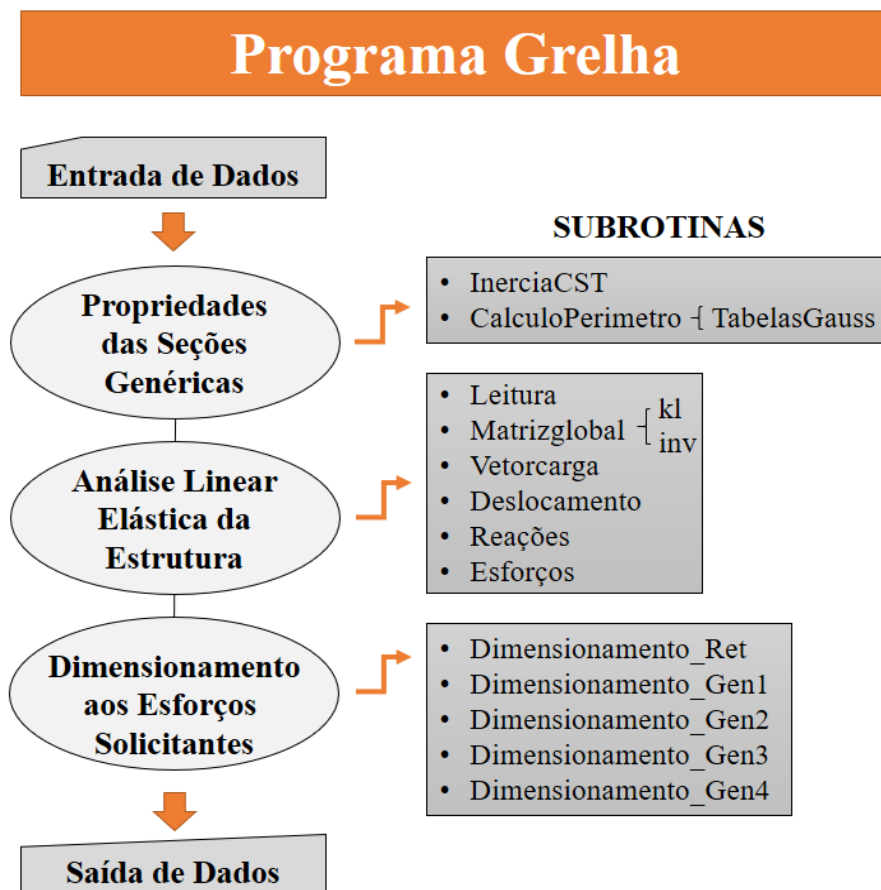 Programa Grelha
Entrada de Dados
SUBROTINAS
Propriedades
das Seções
Genéricas
• InerciaCST
• CalculoPerimetro { TabelasGauss
Análise Linear
Elástica da
Estrutura
• Leitura
• Matrizglobal { kl
inv
• Vetorcarga
• Deslocamento
• Reações
• Esforços
Dimensionamento
aos Esforços
Solicitantes
• Dimensionamento_Ret
• Dimensionamento_Gen1
• Dimensionamento_Gen2
• Dimensionamento_Gen3
• Dimensionamento_Gen4
Saída de Dados